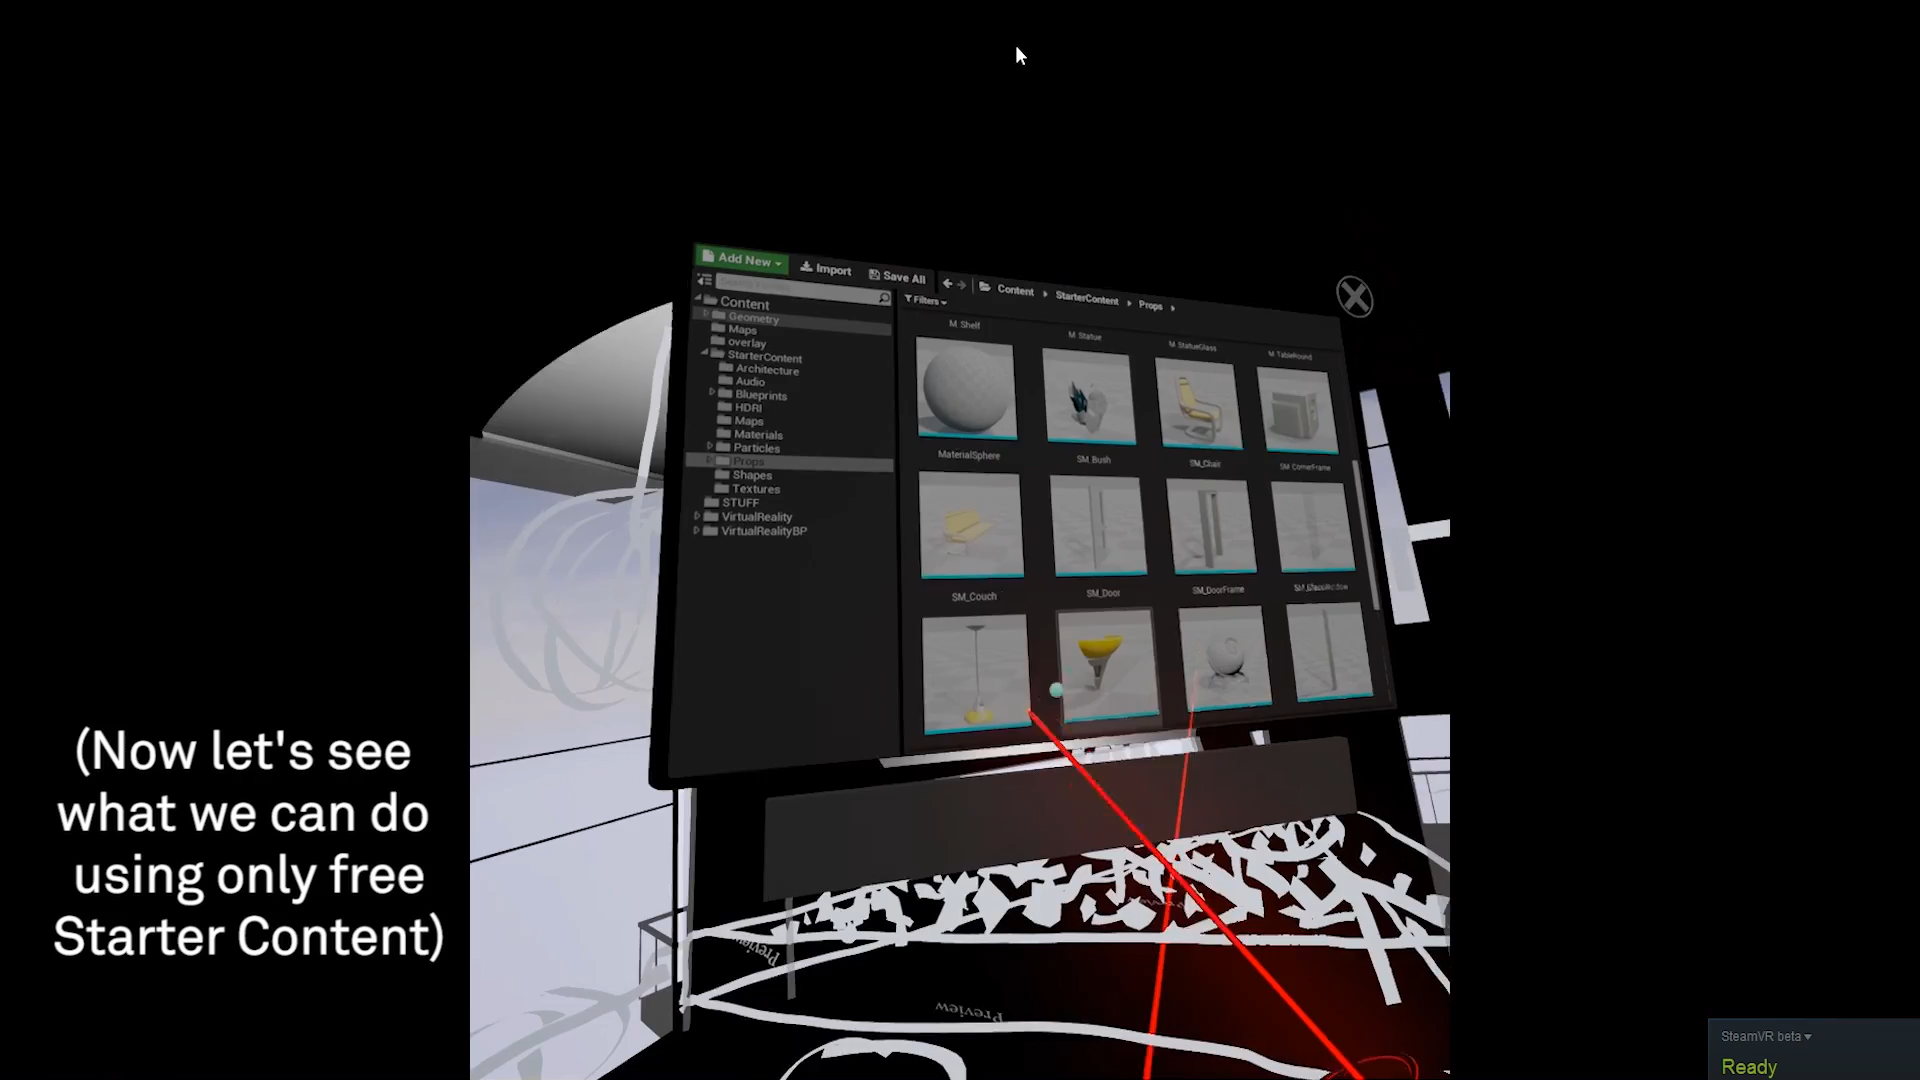 Add New
Import
Save All
Content
StarterContent
Props
Filters
Content
Geometry
Maps
overlay
StarterContent
Architecture
Audio
Blueprints
HDRI
Maps
Materials
Particles
Props
Shapes
Textures
STUFF
VirtualReality
VirtualRealityBP
M_Shelf
M_Statue
M_StatueGlass
M_TableRound
MaterialSphere
SM_Bush
SM_Chair
SM_CornerFrame
SM_Couch
SM_Door
SM_DoorFrame
(Now let's see
what we can do
using only free
Starter Content)
Preview
Preview
SteamVR beta
Ready